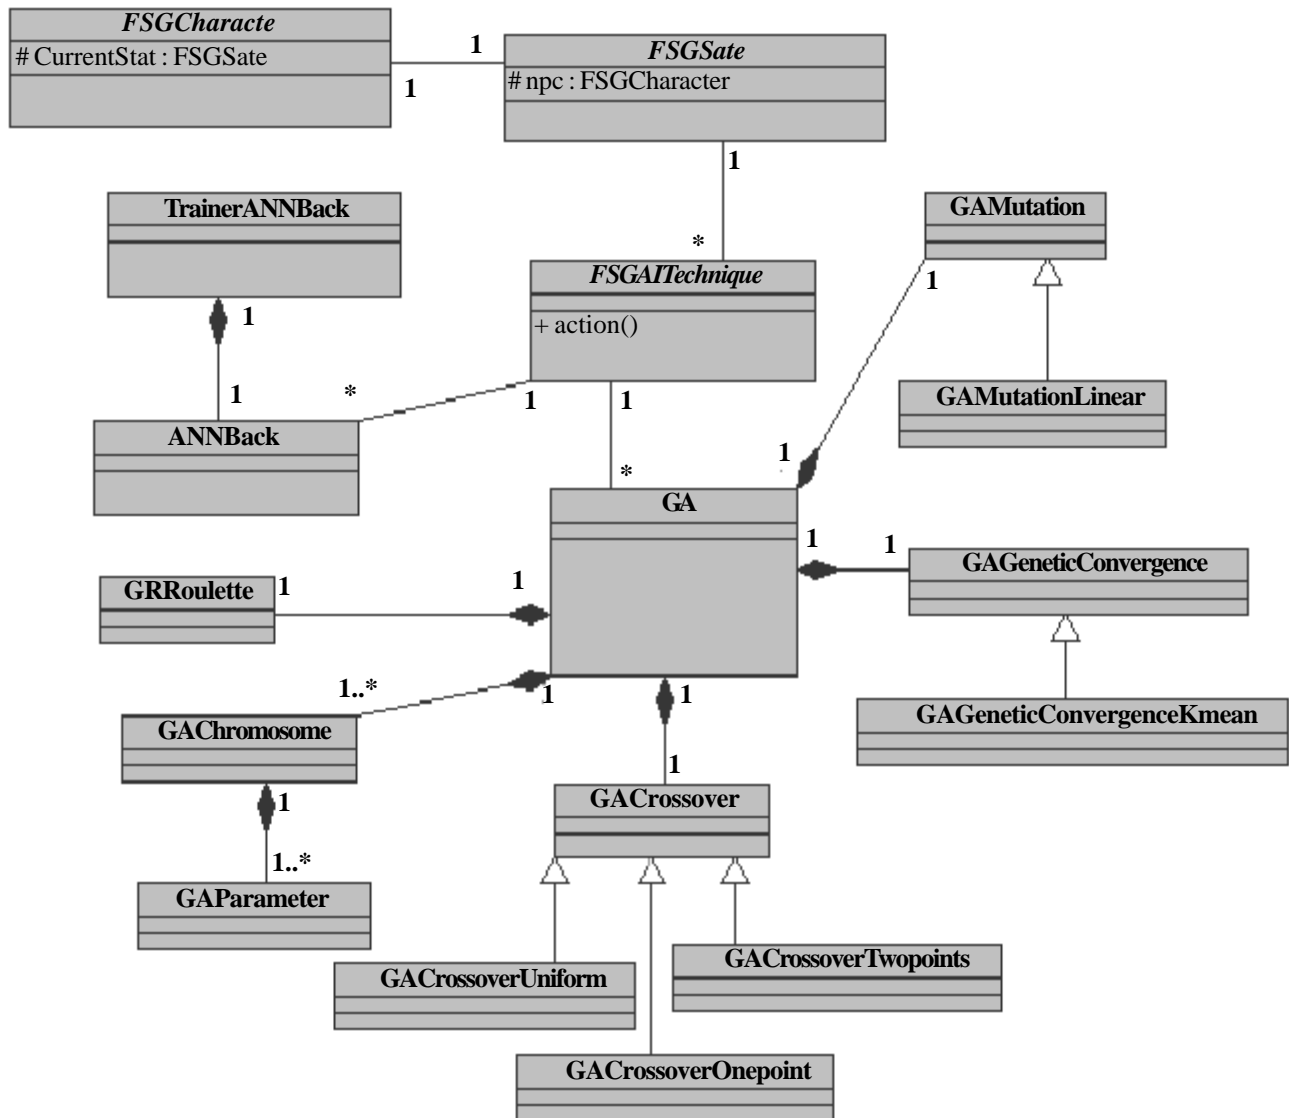 FSGCharacte
# CurrentStat : FSGSate
1
1
FSGSate
# npc : FSGCharacter
1
*
TrainerANNBack
1
1
ANNBack
FSGAITechnique
+ action()
*
1
1
*
GAMutation
1
GAMutationLinear
1
GA
1
1
GAGeneticConvergence
GAGeneticConvergenceKmean
GRRoulette
1
1
1..*
1
GAChromosome
1
1..*
GAParameter
1
1
GACrossover
GACrossoverUniform
GACrossoverTwopoints
GACrossoverOnepoint